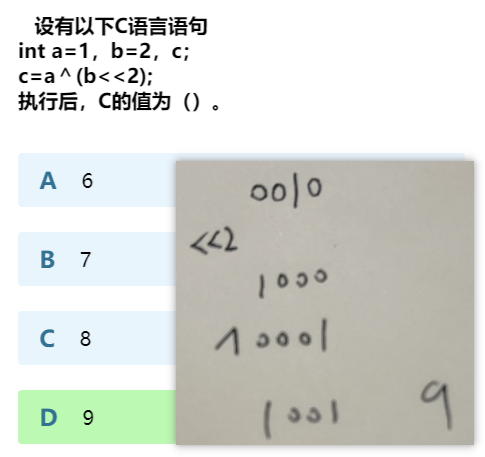 设有以下C语言语句
int a=1，b=2，c;
c=a^(b<<2);
执行后，C的值为（）。
A 6
B 7
C 8
D 9
0010
<<2
1000
^ 0001
1001 9